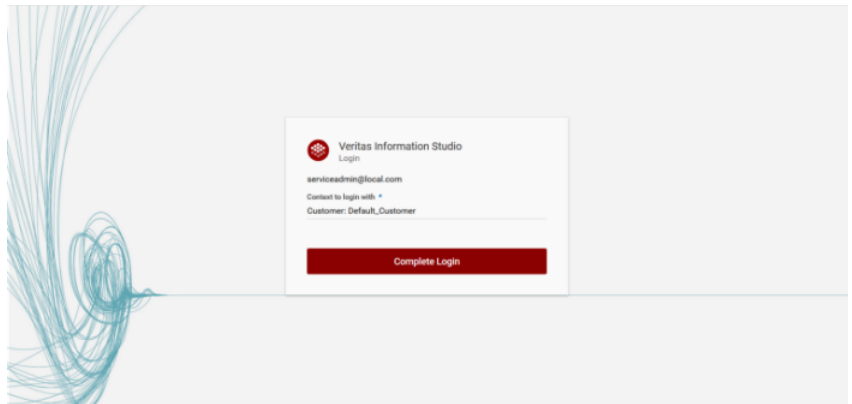 Veritas Information Studio
Login
serviceadmin@local.com
Context to login with *
Customer: Default_Customer
Complete Login